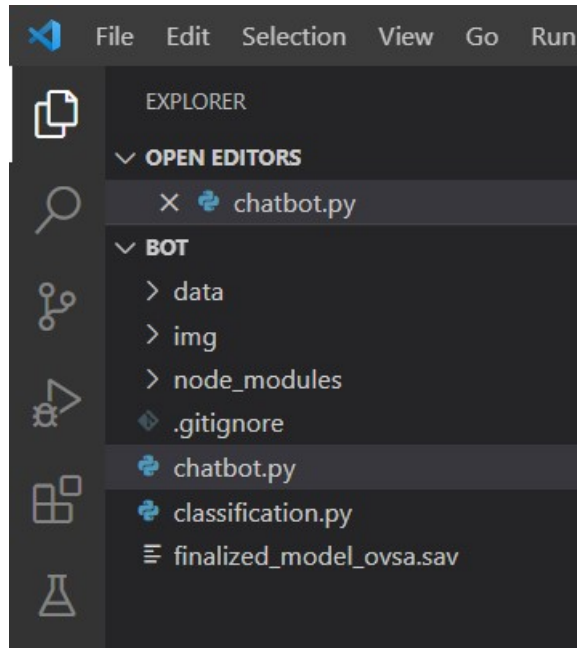 File Edit Selection View Go Run
EXPLORER
OPEN EDITORS
chatbot.py
BOT
data
img
node_modules
.gitignore
chatbot.py
classification.py
finalized_model_ovsa.sav